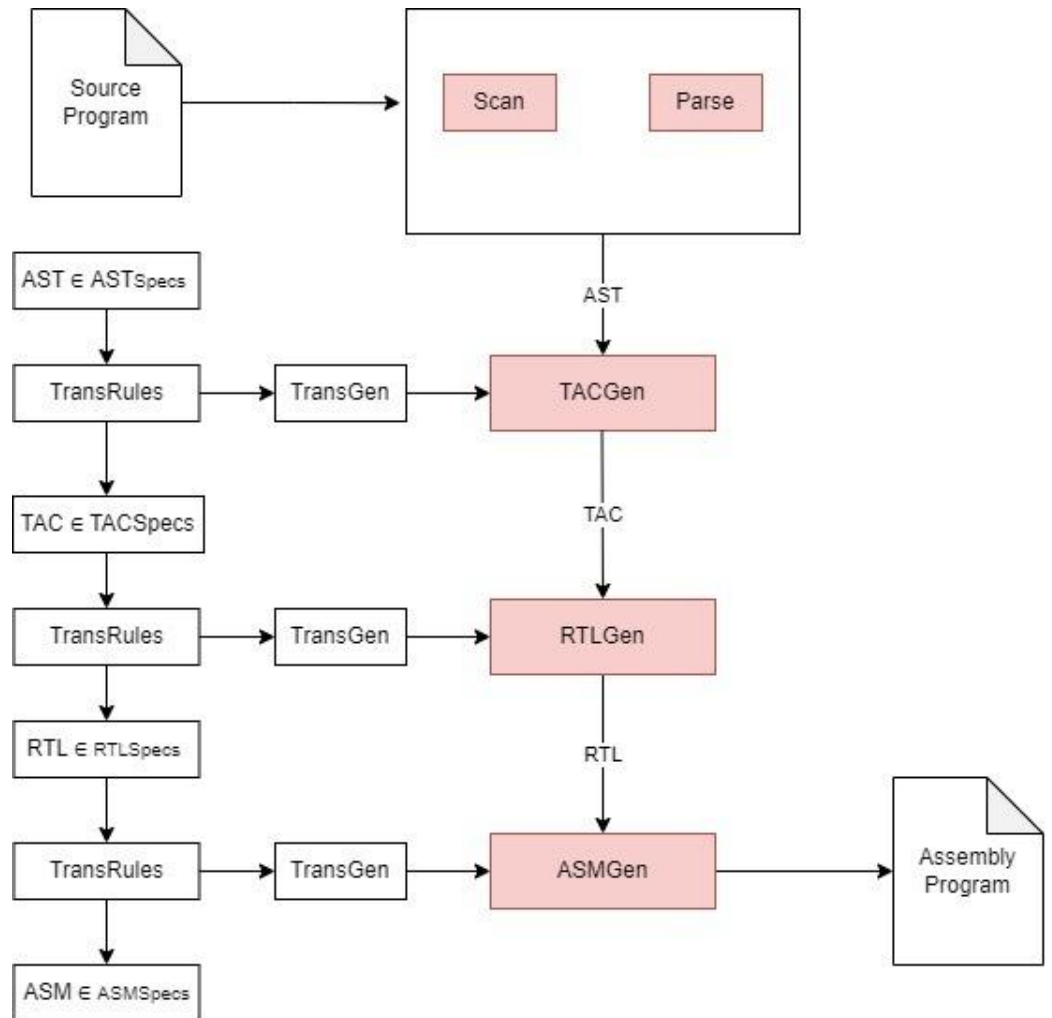 Source
Program
Scan
Parse
AST ∈ ASTSpecs
AST
TransRules
TransGen
TACGen
TAC ∈ TACSpecs
TAC
TransRules
TransGen
RTLGen
RTL ∈ RTLSpecs
RTL
TransRules
TransGen
ASMGen
Assembly
Program
ASM ∈ ASMSpecs